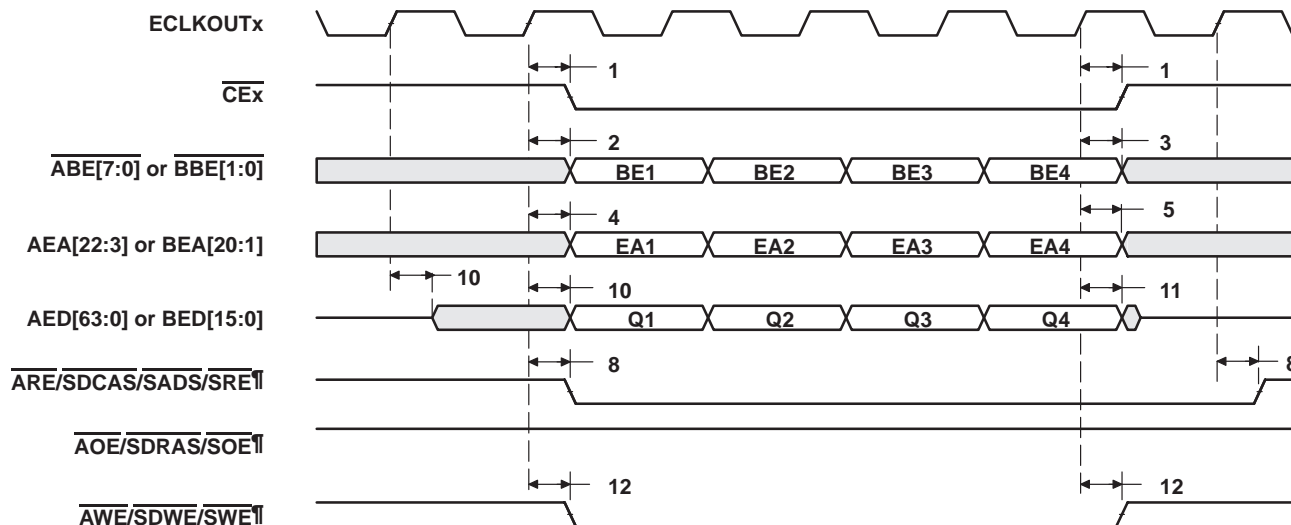 ECLKOUTx
1 1
CEx
2 3
ABE[7:0] or BBE[1:0] BE1 BE2 BE3 BE4
4 5
AEA[22:3] or BEA[20:1] EA1 EA2 EA3 EA4
10 10 11
AED[63:0] or BED[15:0] Q1 Q2 Q3 Q4
8 8
ARE/SDCAS/SADS/SRE¶
AOE/SDRAS/SOE¶
12 12
AWE/SDWE/SWE¶